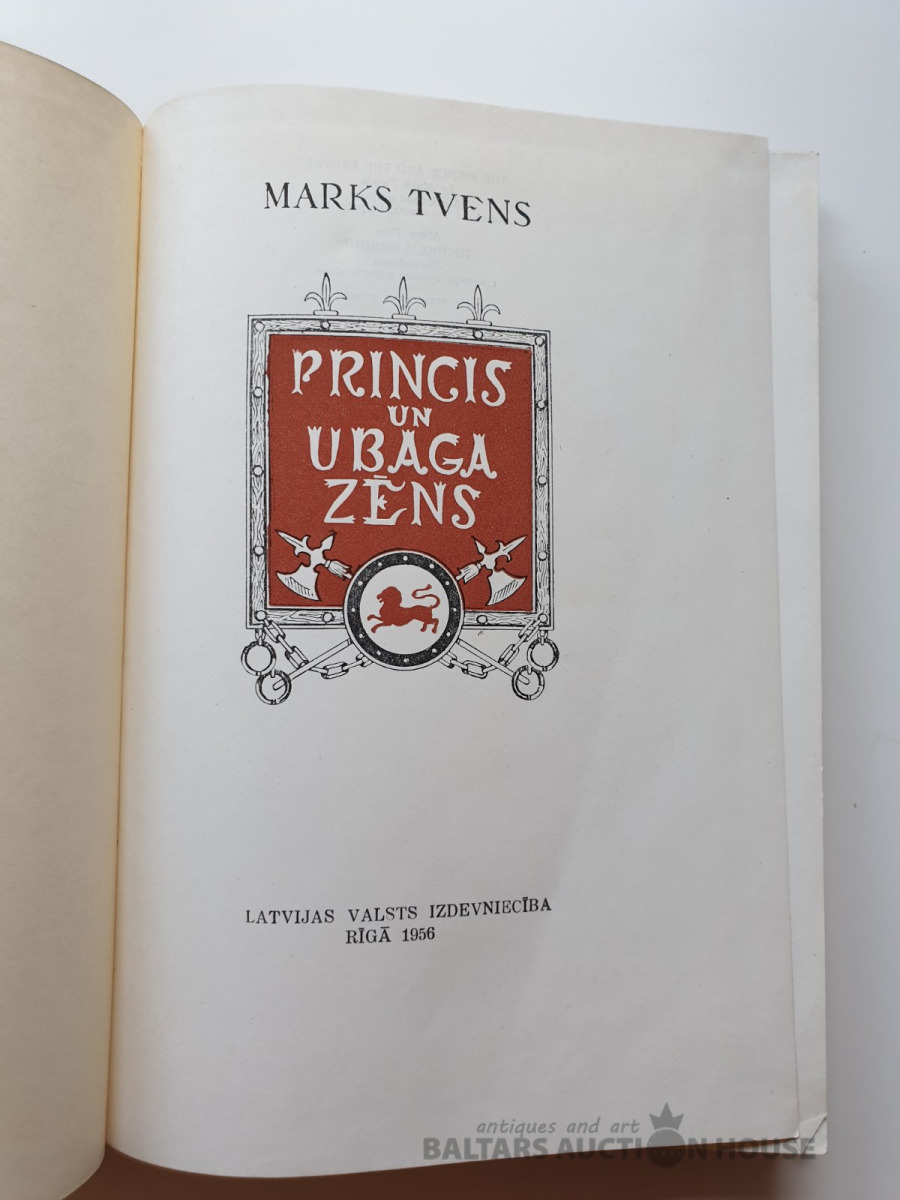 MARKS TVENS
PRINCIS
UN
UBAGA
ZĒNS
LATVIJAS VALSTS IZDEVNIECĪBA
RĪGĀ 1956
antiques and art
BALTARS AUCTION HOUSE